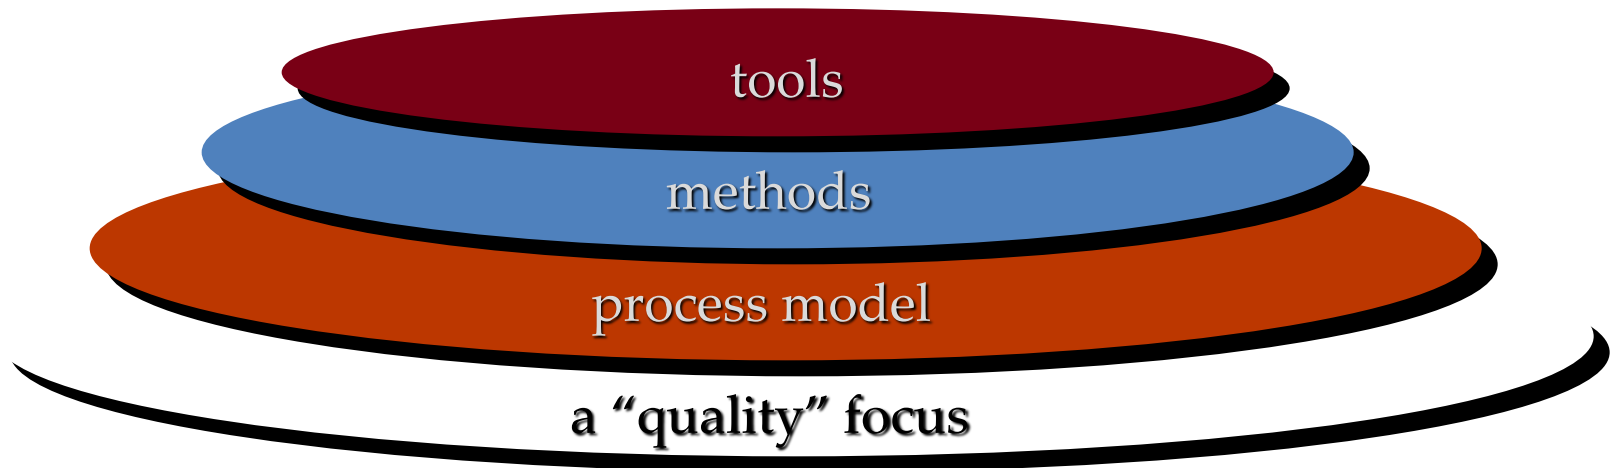 tools
methods
process model
a “quality” focus